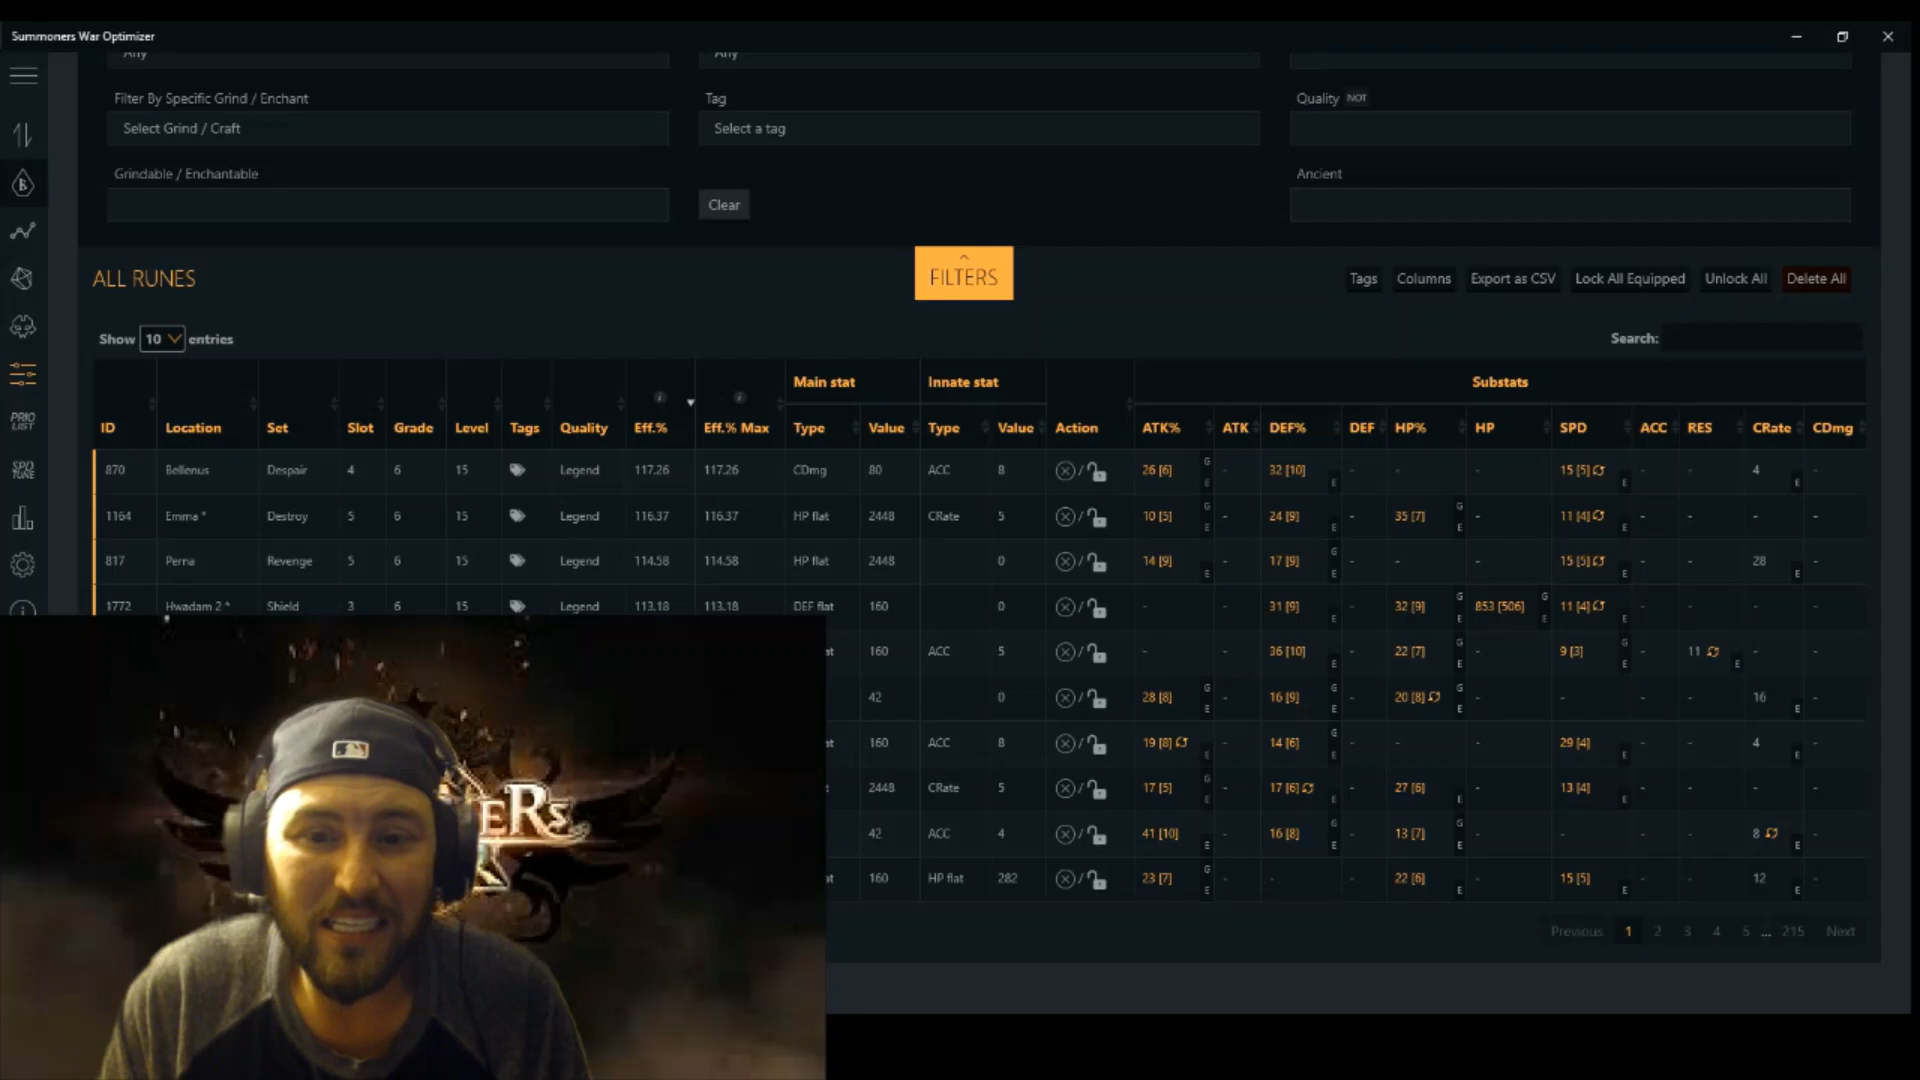 Summoners War Optimizer
Any Any
Filter By Specific Grind / Enchant Tag Quality NOT
Select Grind / Craft Select a tag
Grindable / Enchantable Ancient
Clear
ALL RUNES FILTERS Tags Columns Export as CSV Lock All Equipped Unlock All Delete All
Show 10 entries Search:
Main stat Innate stat Substats
ID Location Set Slot Grade Level Tags Quality Eff.% Eff.% Max Type Value Type Value Action ATK% ATK DEF% DEF HP% HP SPD ACC RES CRate CDmg
870 Bellenus Despair 4 6 15 Legend 117.26 117.26 CDmg 80 ACC 8 / 26 [6] G E - 32 [10] E - - - 15 [5] E - - 4 E -
1164 Emma * Destroy 5 6 15 Legend 116.37 116.37 HP flat 2448 CRate 5 / 10 [5] G E - 24 [9] E - 35 [7] G E - 11 [4] E - - - -
817 Perna Revenge 5 6 15 Legend 114.58 114.58 HP flat 2448 0 / 14 [9] E - 17 [9] G E - - - 15 [5] E - - 28 E -
1772 Hwadam 2 * Shield 3 6 15 Legend 113.18 113.18 DEF flat 160 0 / - - 31 [9] E - 32 [9] G E 853 [506] G E 11 [4] E - - - -
160 ACC 5 / - - 36 [10] E - 22 [7] G E - 9 [3] G E - 11 E - -
42 0 / 28 [8] G E - 16 [9] G E - 20 [8] G E - - - - 16 E -
160 ACC 8 / 19 [8] E - 14 [6] G E - - - 29 [4] E - - 4 E -
2448 CRate 5 / 17 [5] G E - 17 [6] E - 27 [6] E - 13 [4] E - - - -
42 ACC 4 / 41 [10] E - 16 [8] G E - 13 [7] G E - - - - 8 E -
160 HP flat 282 / 23 [7] G E - - - 22 [6] E - 15 [5] E - - 12 E -
Previous 1 2 3 4 5 ... 215 Next
PRIO
LIST
SPD
TUNE